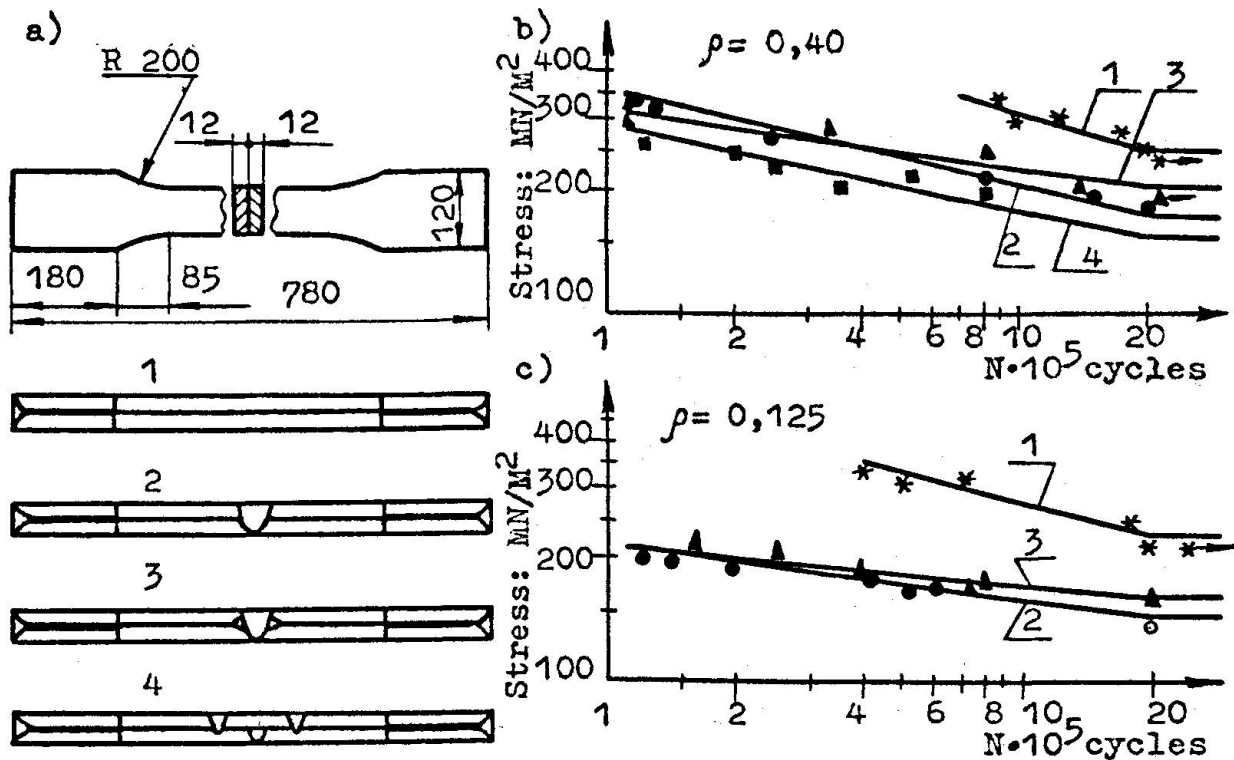 a)
R 200
12 12
120
180 85
780
1
2
3
4
b)
ρ= 0,40
Stress: MN/M²
400
300
200
100
1 3
2 4
1 2 4 6 8 10 20
N•10⁵cycles
c)
ρ= 0,125
Stress: MN/M²
400
300
200
100
1
3
2
1 2 4 6 8 10 20
N•10⁵cycles